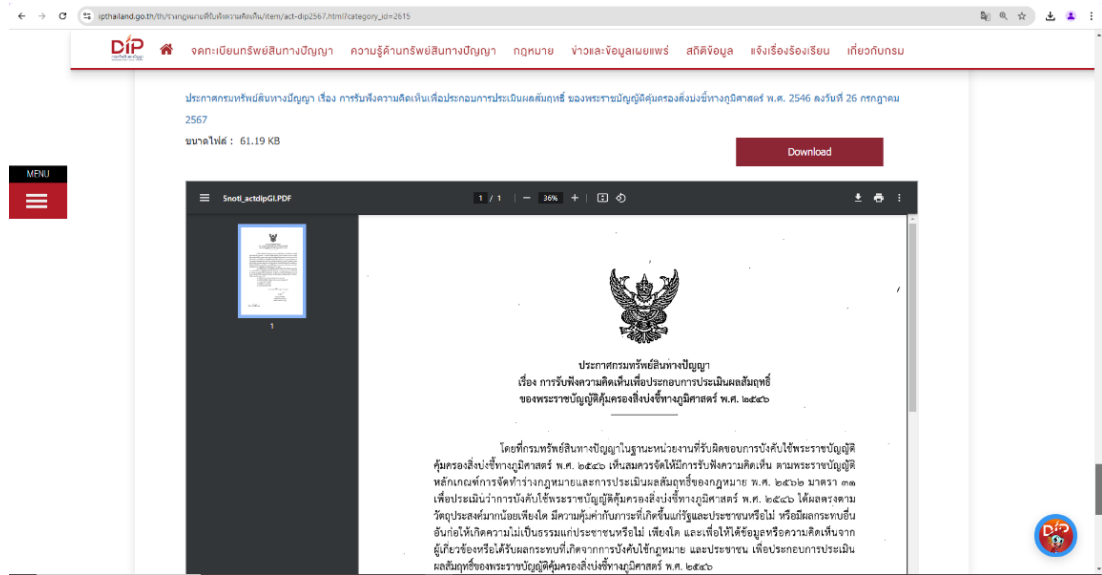 ipthailand.go.th/th/ร่างกฎหมายที่รับฟังความคิดเห็น/item/act-dip2567.html?category_id=2615
DIP
จดทะเบียนทรัพย์สินทางปัญญา ความรู้ด้านทรัพย์สินทางปัญญา กฎหมาย ข่าวและข้อมูลเผยแพร่ สถิติข้อมูล แจ้งเรื่องร้องเรียน เกี่ยวกับกรม
ประกาศกรมทรัพย์สินทางปัญญา เรื่อง การรับฟังความคิดเห็นเพื่อประกอบการประเมินผลสัมฤทธิ์ ของพระราชบัญญัติคุ้มครองสิ่งบ่งชี้ทางภูมิศาสตร์ พ.ศ. 2546 ลงวันที่ 26 กรกฎาคม
2567
ขนาดไฟล์ : 61.19 KB
Download
MENU
5noti_actdipGI.PDF
1 / 1
36%
1
ประกาศกรมทรัพย์สินทางปัญญา
เรื่อง การรับฟังความคิดเห็นเพื่อประกอบการประเมินผลสัมฤทธิ์
ของพระราชบัญญัติคุ้มครองสิ่งบ่งชี้ทางภูมิศาสตร์ พ.ศ. ๒๕๔๖
โดยที่กรมทรัพย์สินทางปัญญาในฐานะหน่วยงานที่รับผิดชอบการบังคับใช้พระราชบัญญัติ
คุ้มครองสิ่งบ่งชี้ทางภูมิศาสตร์ พ.ศ. ๒๕๔๖ เห็นสมควรจัดให้มีการรับฟังความคิดเห็น ตามพระราชบัญญัติ
หลักเกณฑ์การจัดทำร่างกฎหมายและการประเมินผลสัมฤทธิ์ของกฎหมาย พ.ศ. ๒๕๖๒ มาตรา ๓๑
เพื่อประเมินว่าการบังคับใช้พระราชบัญญัติคุ้มครองสิ่งบ่งชี้ทางภูมิศาสตร์ พ.ศ. ๒๕๔๖ ได้ผลตรงตาม
วัตถุประสงค์มากน้อยเพียงใด มีความคุ้มค่ากับภาระที่เกิดขึ้นแก่รัฐและประชาชนหรือไม่ หรือมีผลกระทบอื่น
อันก่อให้เกิดความไม่เป็นธรรมแก่ประชาชนหรือไม่ เพียงใด และเพื่อให้ได้ข้อมูลหรือความคิดเห็นจาก
ผู้เกี่ยวข้องหรือได้รับผลกระทบที่เกิดจากการบังคับใช้กฎหมาย และประชาชน เพื่อประกอบการประเมิน
ผลสัมฤทธิ์ของพระราชบัญญัติคุ้มครองสิ่งบ่งชี้ทางภูมิศาสตร์ พ.ศ. ๒๕๔๖
DIP